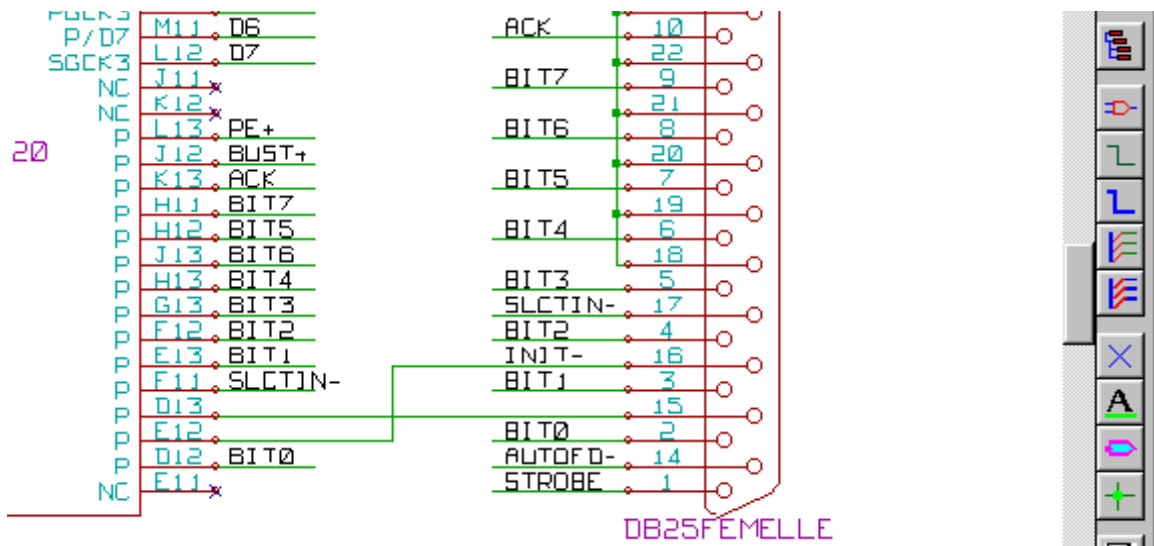 PGCK3
M11 D6 ACK 10
P/D7
L12 D7 22
SGCK3
J11 BIT7 9
NC
K12 21
NC
L13 PE+ BIT6 8
P
20 J12 BUST+ 20
P
K13 ACK BIT5 7
P
H11 BIT7 19
P
H12 BIT5 BIT4 6
P
J13 BIT6 18
P
H13 BIT4 BIT3 5
P
G13 BIT3 SLCTIN- 17
P
F12 BIT2 BIT2 4
P
E13 BIT1 INIT- 16
P
F11 SLCTIN- BIT1 3
P
D13 15
P
E12 BIT0 2
P
D12 BIT0 AUTOFD- 14
P
E11 STROBE 1
NC
DB25FEMELLE
A